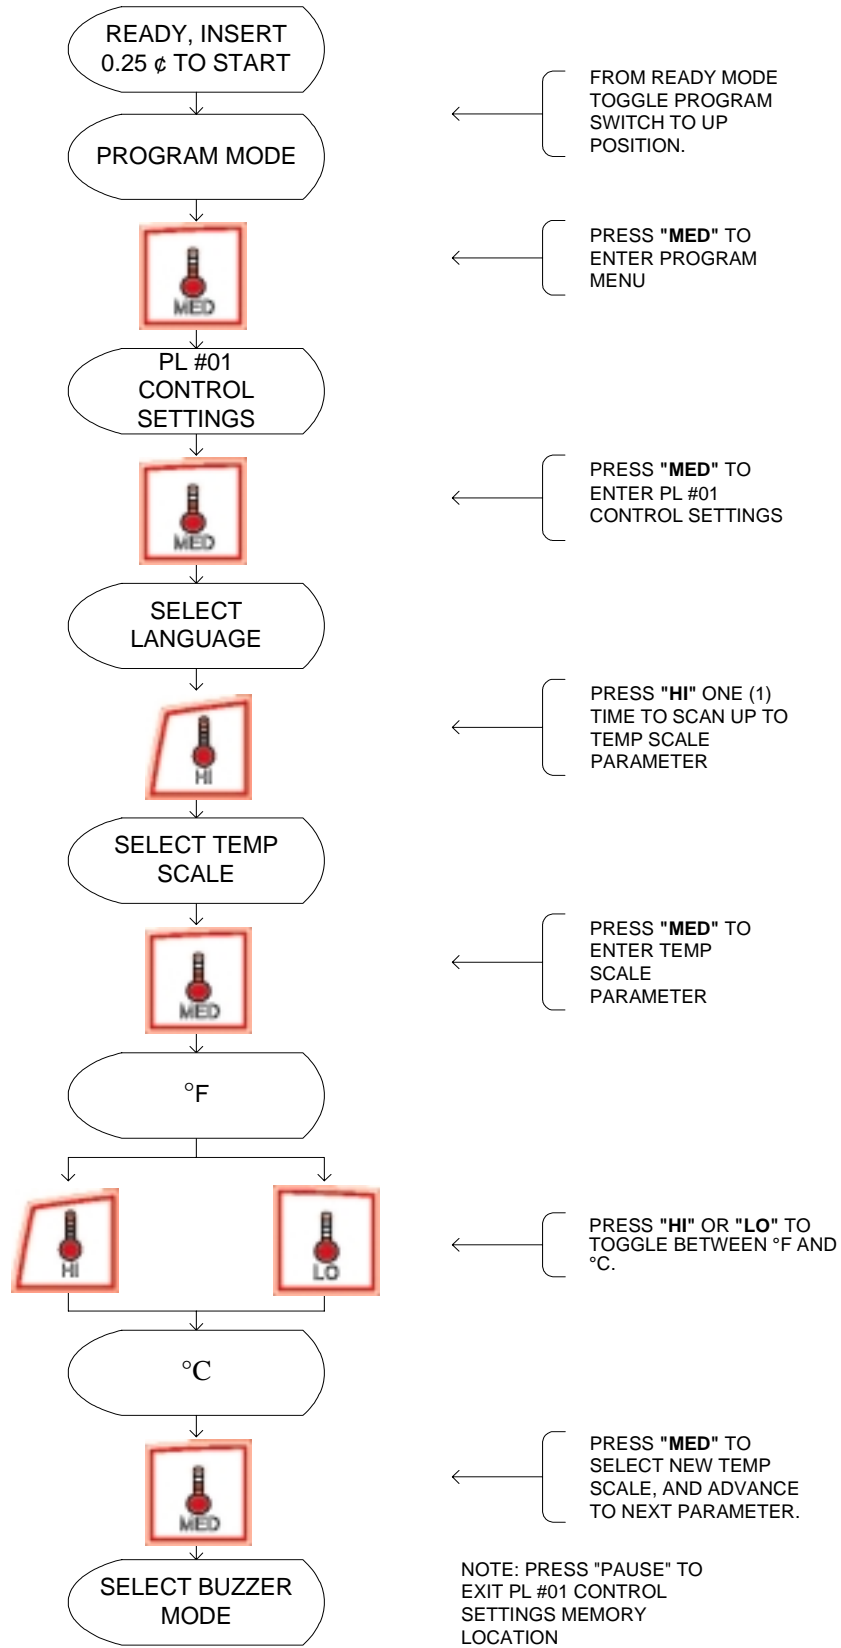 READY, INSERT
0.25 ¢ TO START
FROM READY MODE
TOGGLE PROGRAM
SWITCH TO UP
POSITION.
PROGRAM MODE
MED
PRESS "MED" TO
ENTER PROGRAM
MENU
PL #01
CONTROL
SETTINGS
MED
PRESS "MED" TO
ENTER PL #01
CONTROL SETTINGS
SELECT
LANGUAGE
HI
PRESS "HI" ONE (1)
TIME TO SCAN UP TO
TEMP SCALE
PARAMETER
SELECT TEMP
SCALE
MED
PRESS "MED" TO
ENTER TEMP
SCALE
PARAMETER
°F
HI
LO
PRESS "HI" OR "LO" TO
TOGGLE BETWEEN °F AND
°C.
°C
MED
PRESS "MED" TO
SELECT NEW TEMP
SCALE, AND ADVANCE
TO NEXT PARAMETER.
SELECT BUZZER
MODE
NOTE: PRESS "PAUSE" TO
EXIT PL #01 CONTROL
SETTINGS MEMORY
LOCATION